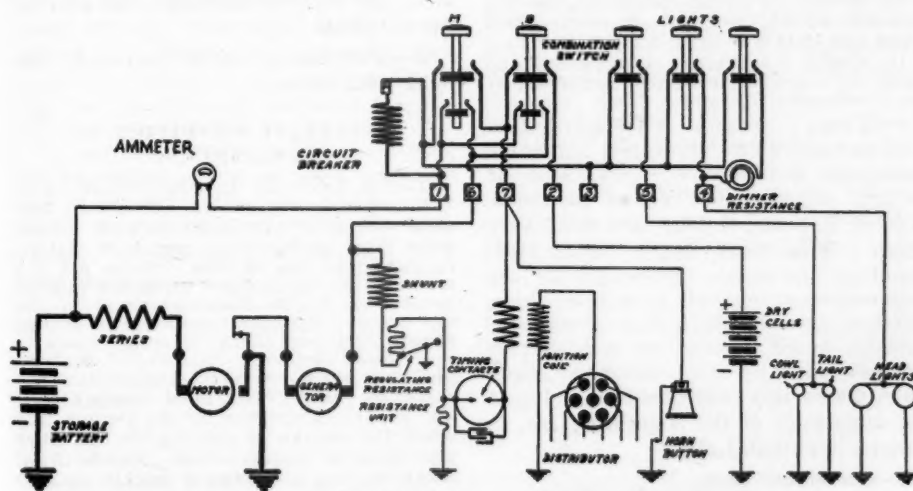 M B LIGHTS
COMBINATION
SWITCH
AMMETER
CIRCUIT
BREAKER
1 6 7 2 3 5 4
DIMMER
RESISTANCE
SHUNT
SERIES
+
-
STORAGE
BATTERY
MOTOR
GENERA
TOR
REGULATING
RESISTANCE
RESISTANCE
UNIT
TIMING
CONTACTS
IGNITION
COIL
DISTRIBUTOR
HORN
BUTTON
+
DRY
CELLS
-
COWL
LIGHT
TAIL
LIGHT
HEAD
LIGHTS